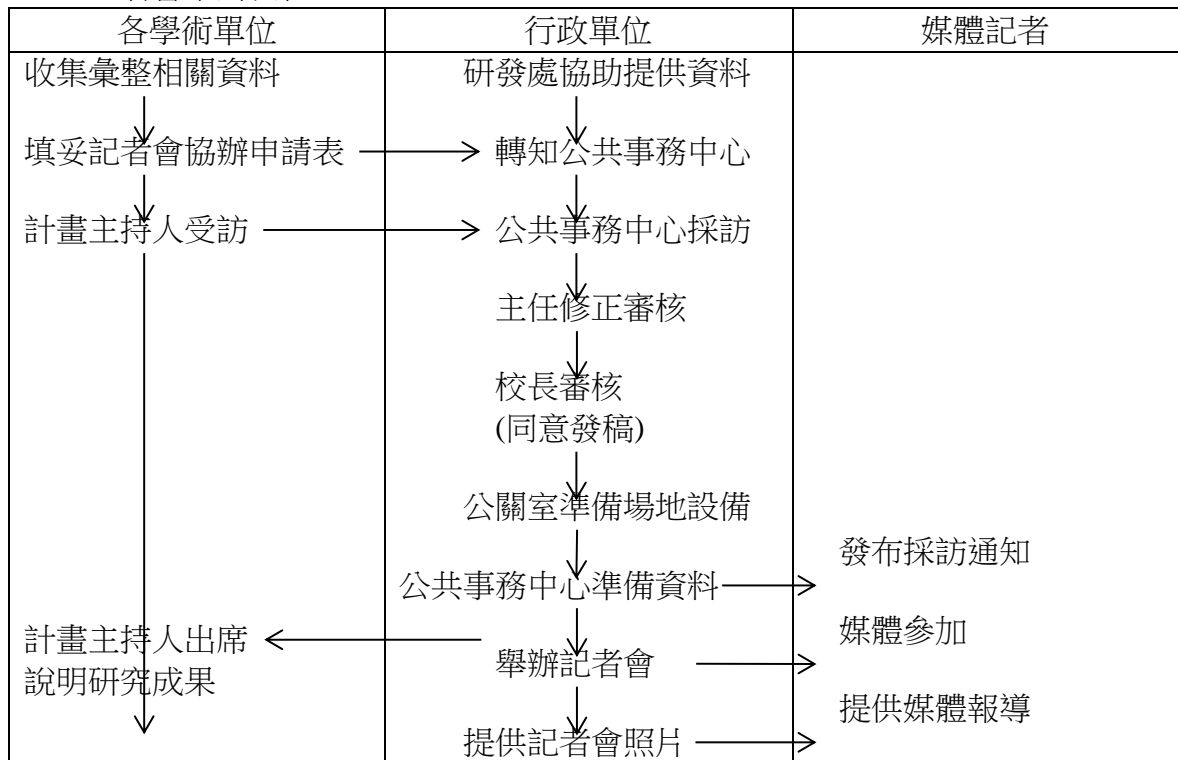 各學術單位 行政單位 媒體記者
收集彙整相關資料 研發處協助提供資料
填妥記者會協辦申請表 轉知公共事務中心
計畫主持人受訪 公共事務中心採訪
主任修正審核
校長審核
(同意發稿)
公關室準備場地設備
發布採訪通知
公共事務中心準備資料
計畫主持人出席 媒體參加
說明研究成果 舉辦記者會
提供媒體報導
提供記者會照片